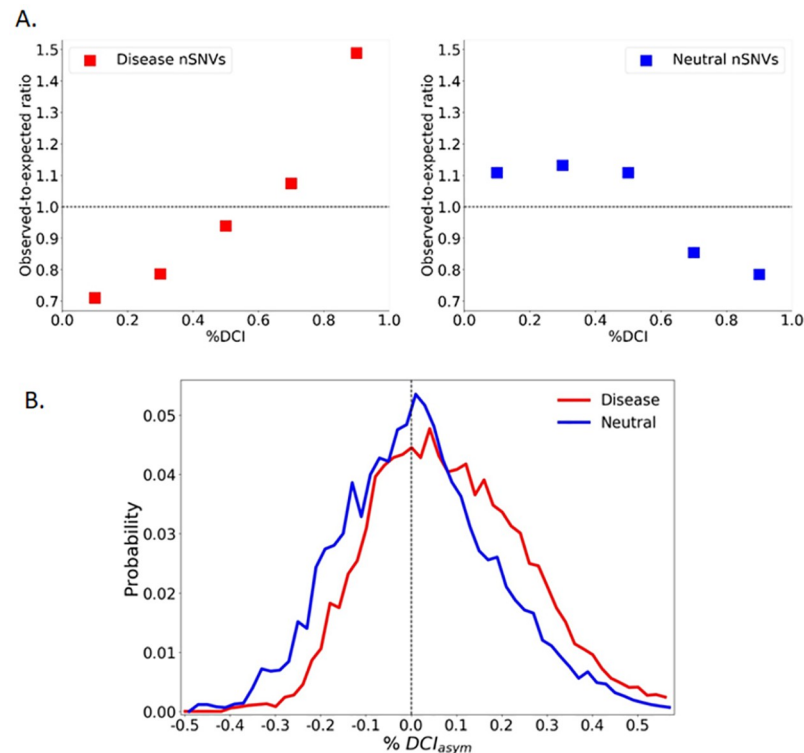 A.
Disease nSNVs
Observed-to-expected ratio
1.5
1.4
1.3
1.2
1.1
1.0
0.9
0.8
0.7
0.0 0.2 0.4 0.6 0.8 1.0
%DCI
Neutral nSNVs
Observed-to-expected ratio
1.5
1.4
1.3
1.2
1.1
1.0
0.9
0.8
0.7
0.0 0.2 0.4 0.6 0.8 1.0
%DCI
B.
Disease
Neutral
Probability
0.05
0.04
0.03
0.02
0.01
0.00
-0.5 -0.4 -0.3 -0.2 -0.1 0.0 0.1 0.2 0.3 0.4 0.5
% DCIasym